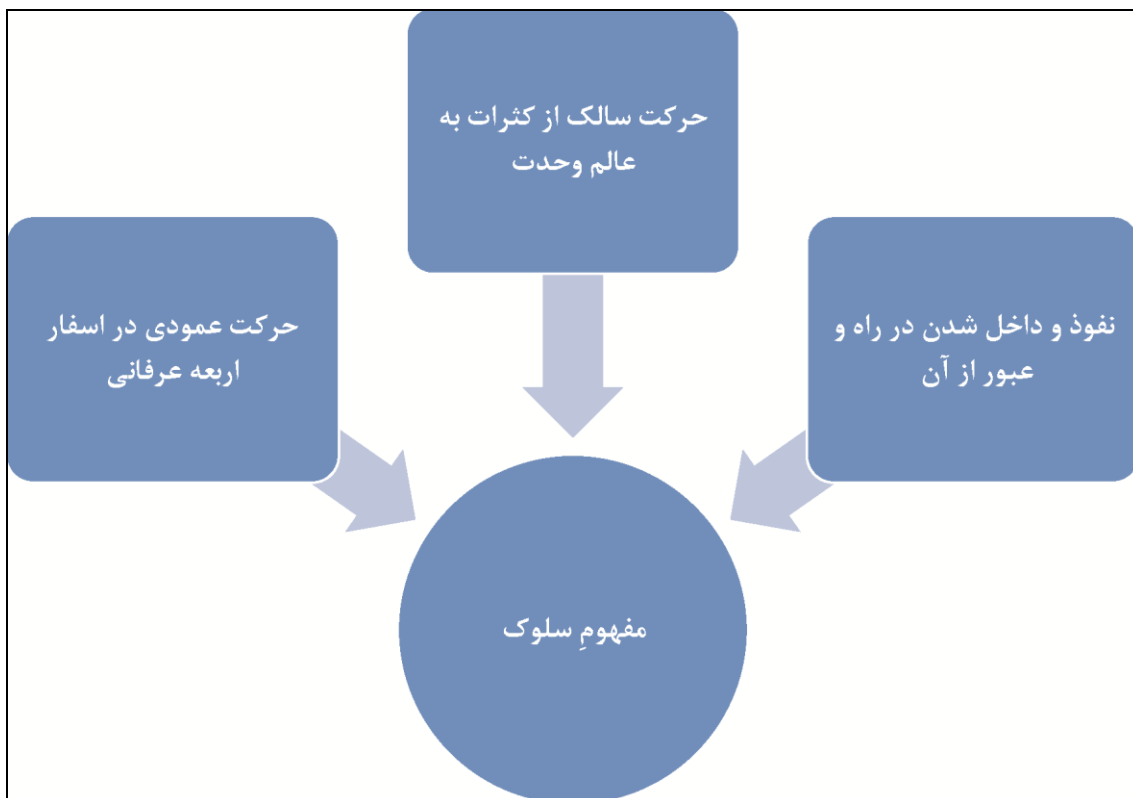 حرکت سالک از کثرات به
عالم وحدت
نفوذ و داخل شدن در راه و
عبور از آن
حرکت عمودی در اسفار
اربعه عرفانی
مفهومِ سلوک